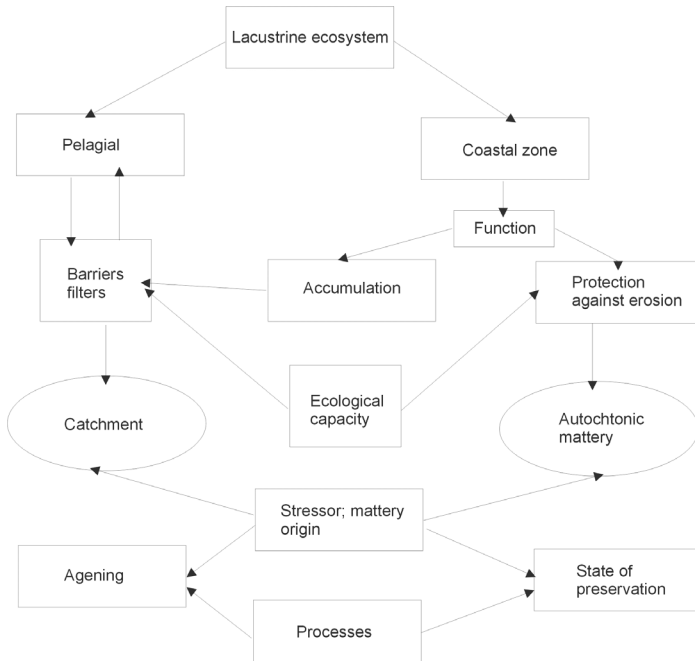 Lacustrine ecosystem
Pelagial
Coastal zone
Function
Barriers
filters
Accumulation
Protection
against erosion
Ecological
capacity
Catchment
Autochtonic
mattery
Stressor; mattery
origin
Agening
State of
preservation
Processes